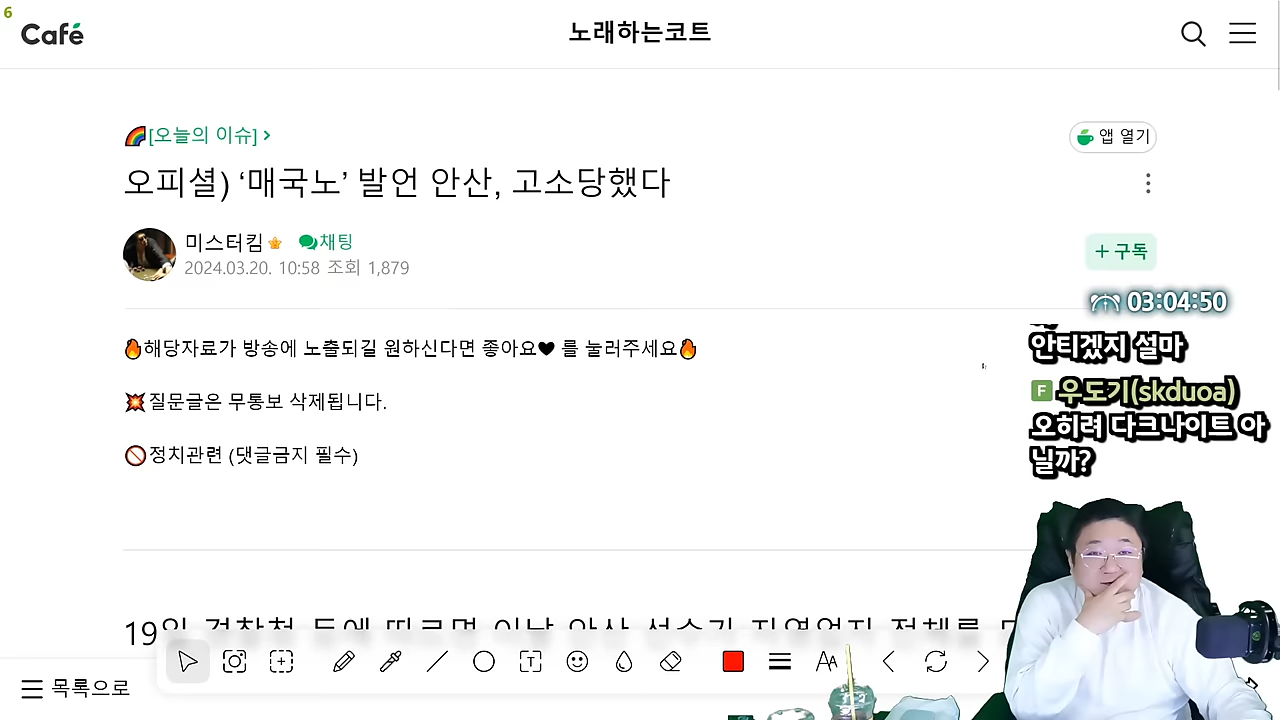 6
Café
노래하는코트
[오늘의 이슈] >
앱 열기
오피셜) ‘매국노’ 발언 안산, 고소당했다
미스터킴
채팅
2024.03.20. 10:58 조회 1,879
+ 구독
03:04:50
해당자료가 방송에 노출되길 원하신다면 좋아요🖤 를 눌러주세요
안티겠지 설마
F 우도기(skduoa)
오히려 다크나이트 아
닐까?
질문글은 무통보 삭제됩니다.
정치관련 (댓글금지 필수)
목록으로